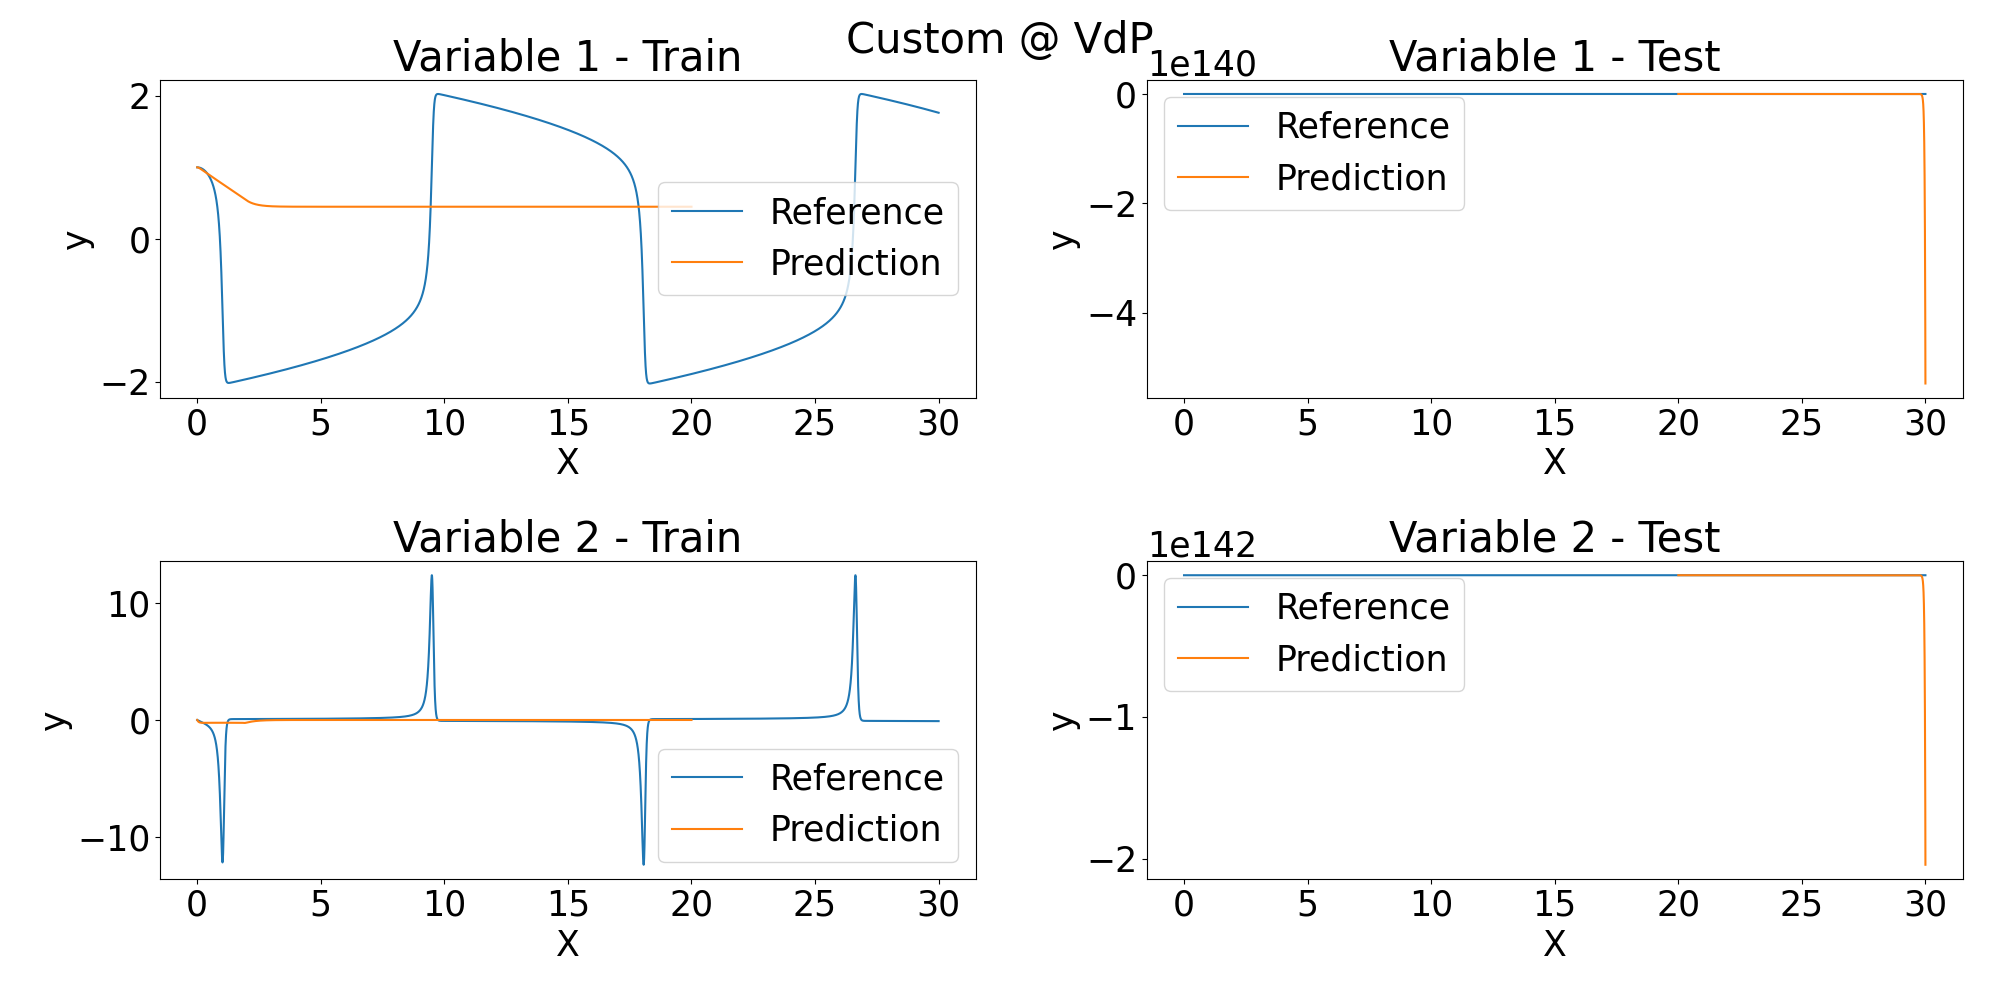 Custom @ VdP
Variable 1 - Train
2
0
−2
y
0 5 10 15 20 25 30
X
Reference
Prediction
Variable 1 - Test
1e140
0
−2
−4
y
0 5 10 15 20 25 30
X
Reference
Prediction
Variable 2 - Train
10
0
−10
y
0 5 10 15 20 25 30
X
Reference
Prediction
Variable 2 - Test
1e142
0
−1
−2
y
0 5 10 15 20 25 30
X
Reference
Prediction